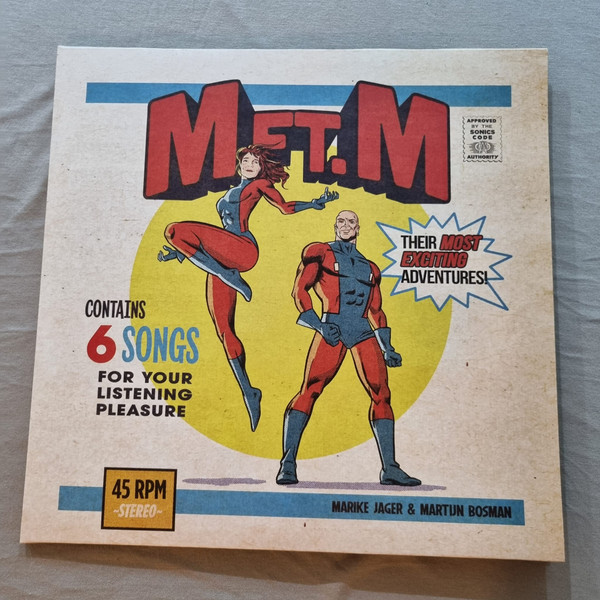 M FT. M
APPROVED
BY THE
SONICS
CODE
AUTHORITY
THEIR MOST
EXCITING
ADVENTURES!
CONTAINS
6 SONGS
FOR YOUR
LISTENING
PLEASURE
45 RPM
-STEREO-
MARIKE JAGER & MARTIJN BOSMAN